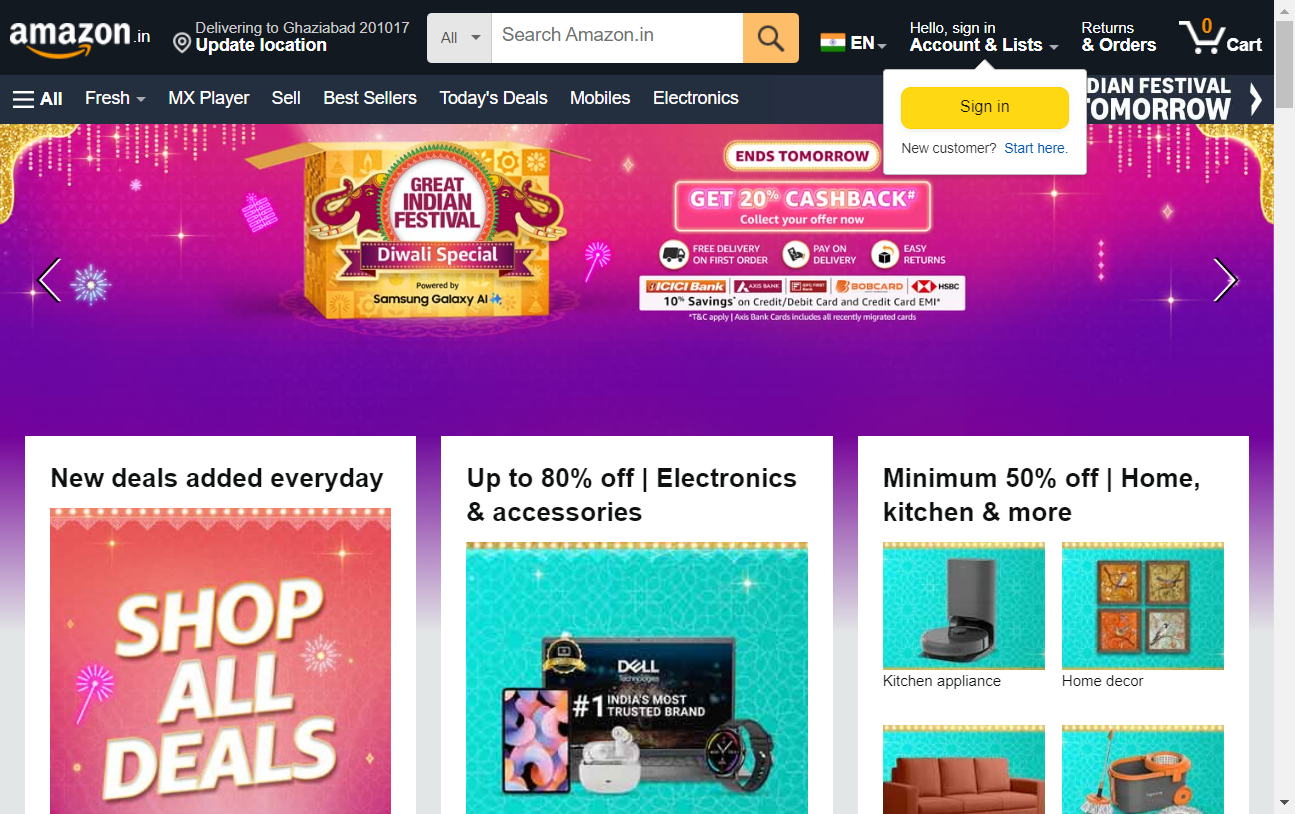 amazon.in
Delivering to Ghaziabad 201017
Update location
All
Search Amazon.in
EN
Hello, sign in
Account & Lists
Returns
& Orders
0
Cart
All
Fresh
MX Player
Sell
Best Sellers
Today's Deals
Mobiles
Electronics
DIAN FESTIVAL
TOMORROW
Sign in
New customer? Start here.
GREAT
INDIAN
FESTIVAL
Diwali Special
Powered by
Samsung Galaxy AI
ENDS TOMORROW
GET 20% CASHBACK#
Collect your offer now
FREE DELIVERY
ON FIRST ORDER
PAY ON
DELIVERY
EASY
RETURNS
ICICI Bank
AXIS BANK
IDFC FIRST
Bank
BOBCARD
HSBC
10% Savings* on Credit/Debit Card and Credit Card EMI*
*T&C apply | Axis Bank Cards includes all recently migrated cards
New deals added everyday
SHOP
ALL
DEALS
Up to 80% off | Electronics
& accessories
DELL
Technologies
#1 INDIA'S MOST
TRUSTED BRAND
Minimum 50% off | Home,
kitchen & more
Kitchen appliance
Home decor